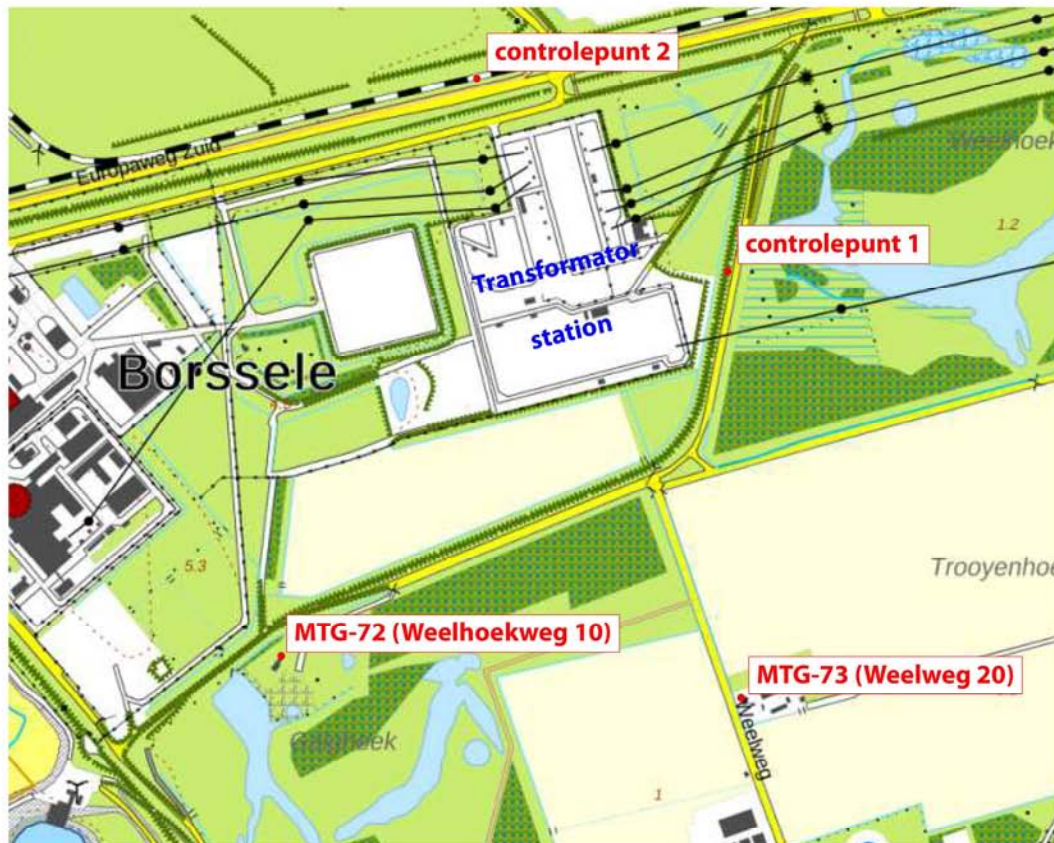 controlepunt 2
Europaweg Zuid
Weelhoek
controlepunt 1
1.2
Transformator
station
Borssele
5.3
Trooyenhoe
MTG-72 (Weelhoekweg 10)
MTG-73 (Weelweg 20)
Weelweg
1